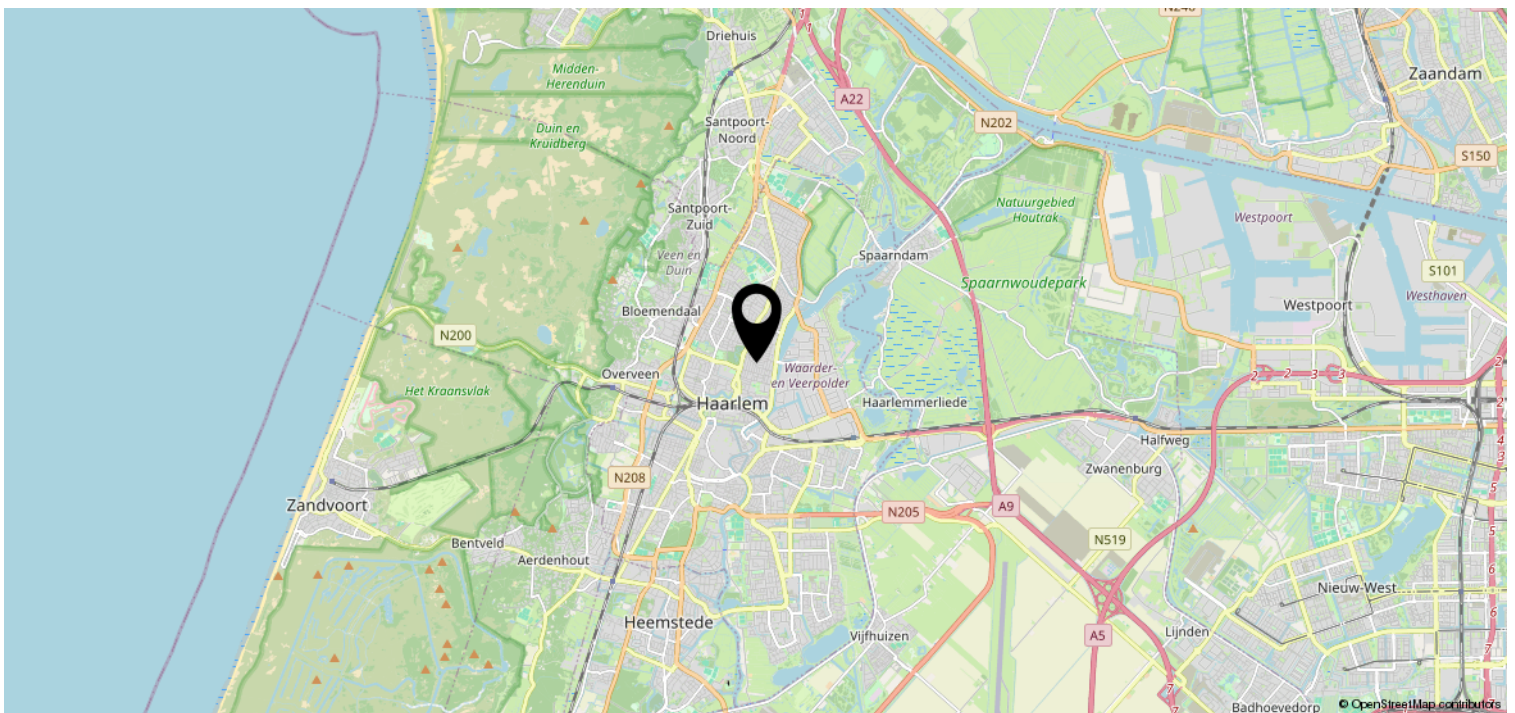 Driehuis
N246
Zaandam
Midden-
Herenduin
A22
N202
Santpoort-
Noord
Duin en
Kruidberg
S150
Natuurgebied
Houtrak
Westpoort
Santpoort-
Zuid
Spaarndam
Veen en
Duin
S101
Spaarnwoudepark
Westhaven
Westpoort
Bloemendaal
N200
Overveen
Waarder-
en Veerpolder
Het Kraansvlak
Haarlem
Haarlemmerliede
Halfweg
Zwanenburg
N208
Zandvoort
N205
A9
N519
Bentveld
Aerdenhout
Nieuw-West
Heemstede
Vijfhuizen
A5
Lijnden
Badhoevedorp
© OpenStreetMap contributors